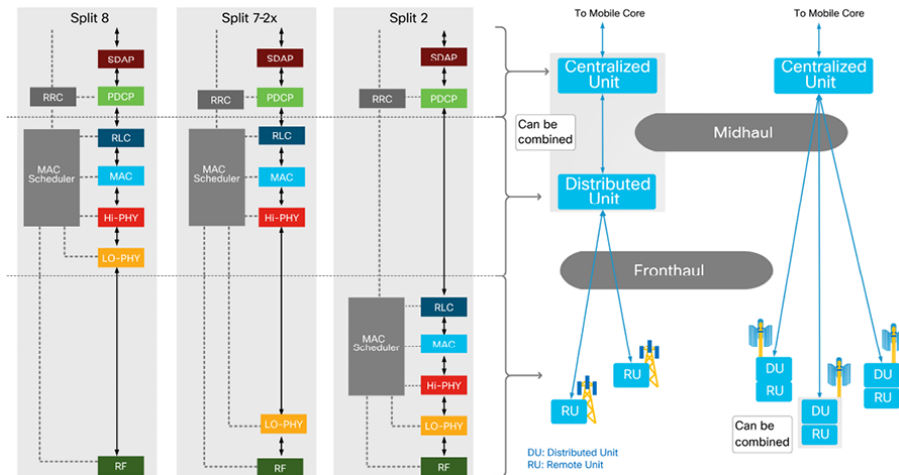 Split 8
SDAP
RRC
PDCP
RLC
MAC
Scheduler
MAC
Hi-PHY
LO-PHY
RF
Split 7-2x
SDAP
RRC
PDCP
RLC
MAC
Scheduler
MAC
Hi-PHY
LO-PHY
RF
Split 2
SDAP
RRC
PDCP
RLC
MAC
Scheduler
MAC
Hi-PHY
LO-PHY
RF
To Mobile Core
Centralized
Unit
Can be
combined
Distributed
Unit
RU
RU
To Mobile Core
Centralized
Unit
Midhaul
Fronthaul
DU
RU
DU
RU
DU
RU
Can be
combined
DU: Distributed Unit
RU: Remote Unit